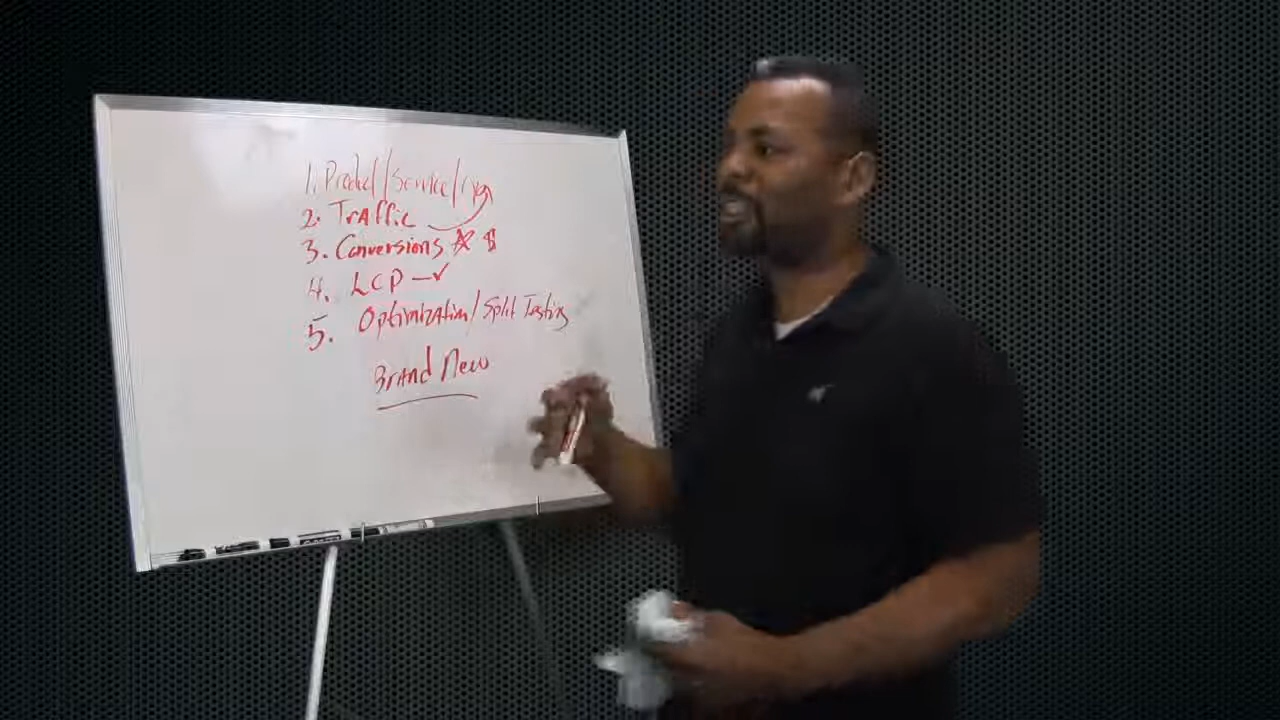 1. Product/Service/
2. Traffic
3. Conversions $
4. LCP – ✓
5. Optimization/Split Testing
Brand New